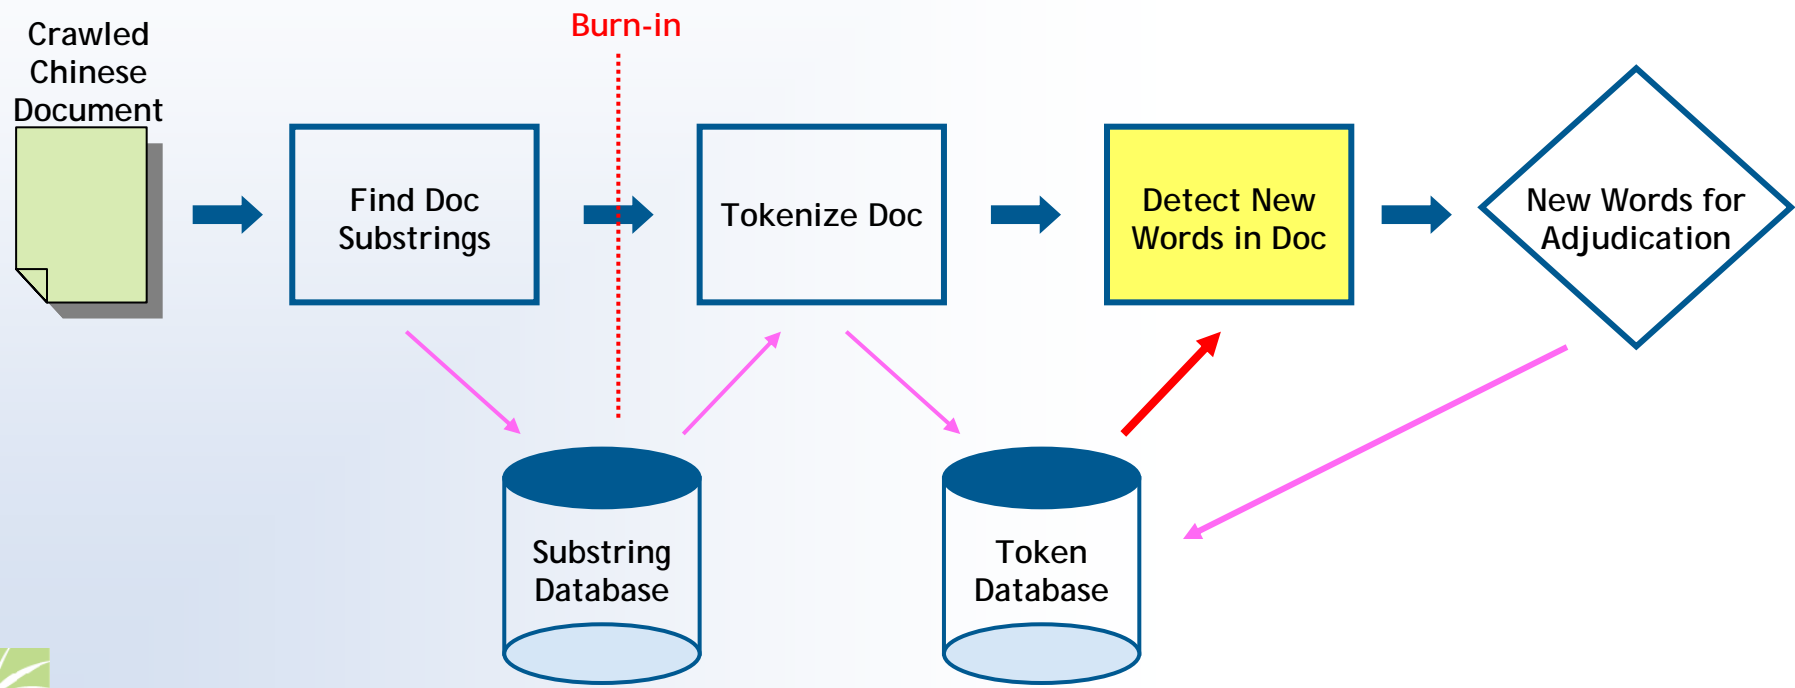 Burn-in
Crawled
Chinese
Document
Find Doc
Substrings
Tokenize Doc
Detect New
Words in Doc
New Words for
Adjudication
Substring
Database
Token
Database